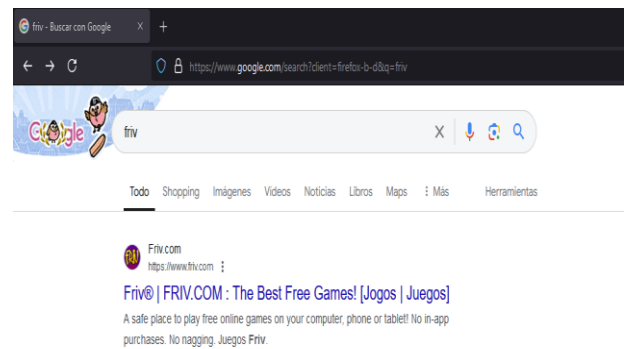 friv - Buscar con Google
https://www.google.com/search?client=firefox-b-d&q=friv
Google
friv
Todo Shopping Imágenes Videos Noticias Libros Maps Más Herramientas
Friv.com
https://www.friv.com
Friv® | FRIV.COM : The Best Free Games! [Jogos | Juegos]
A safe place to play free online games on your computer, phone or tablet!! No in-app
purchases. No nagging. Juegos Friv.